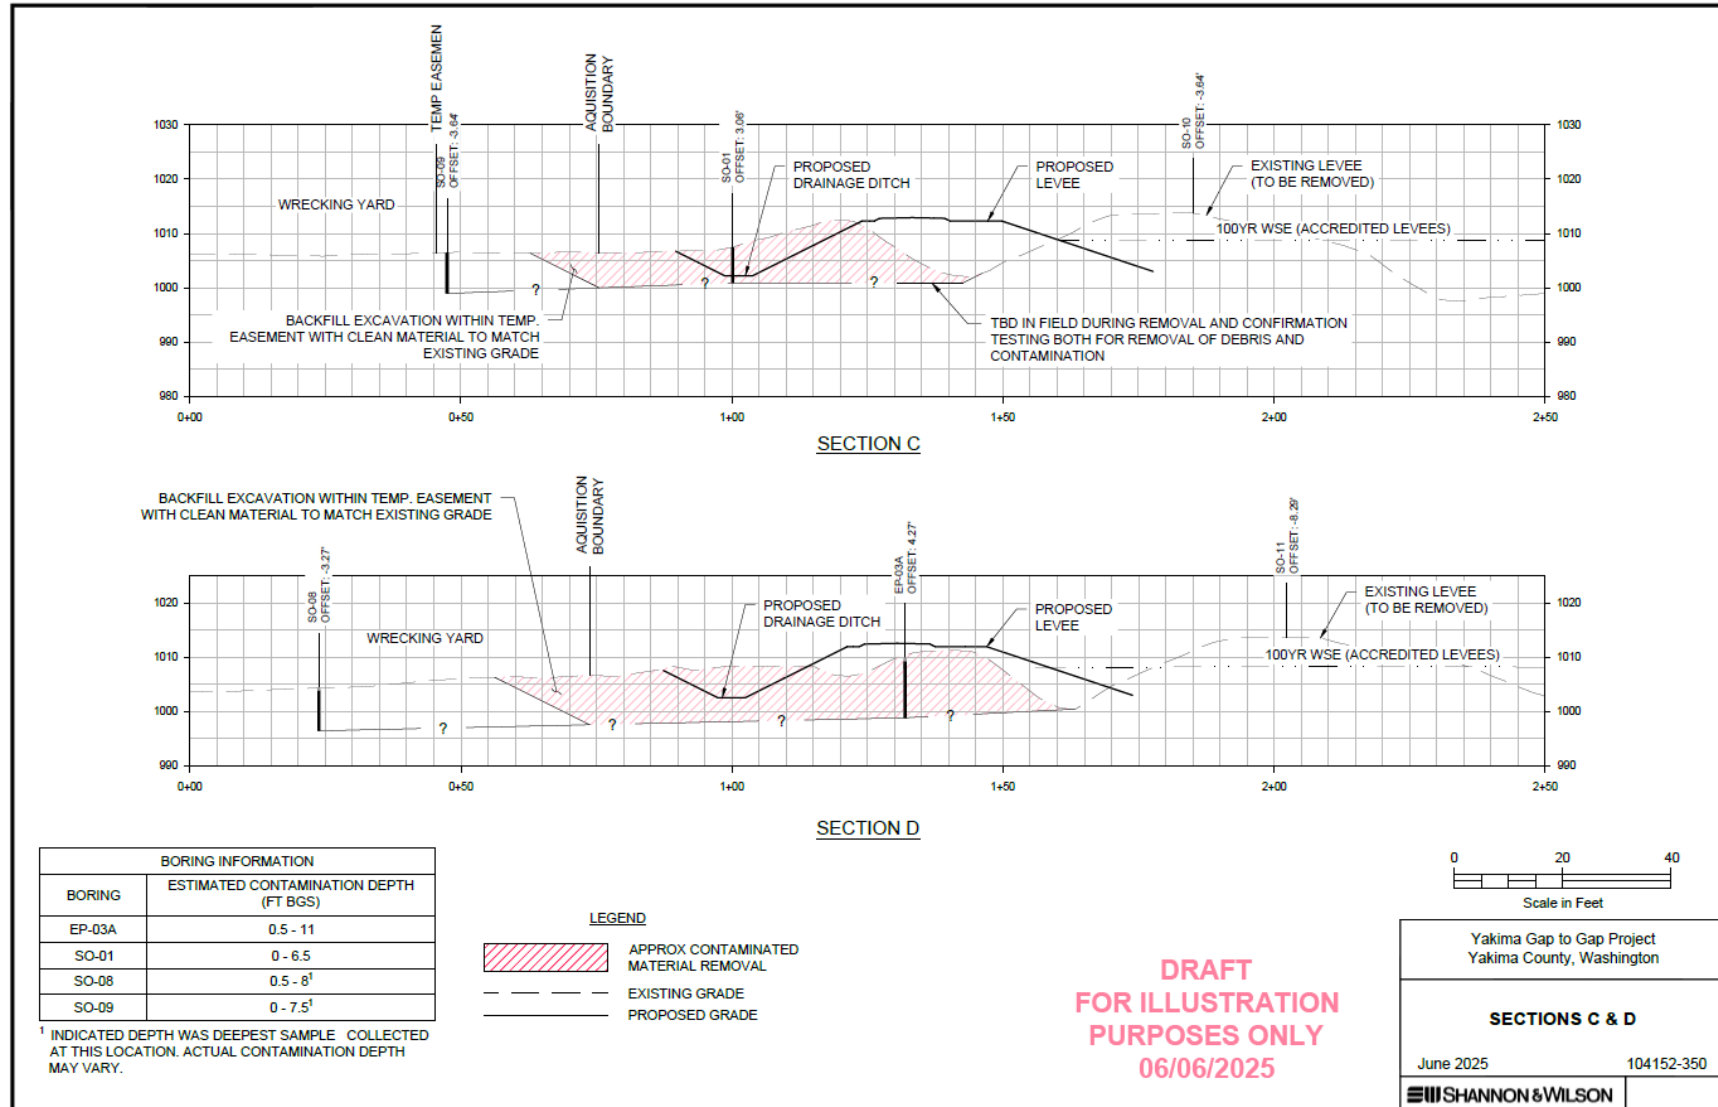 TEMP EASEMEN
SO-09
OFFSET: -3.64'
AQUISITION
BOUNDARY
SO-01
OFFSET: 3.06'
SO-10
OFFSET: -3.64'
1030
1030
PROPOSED
DRAINAGE DITCH
PROPOSED
LEVEE
EXISTING LEVEE
(TO BE REMOVED)
1020
1020
WRECKING YARD
100YR WSE (ACCREDITED LEVEES)
1010
1010
1000
?
?
?
1000
BACKFILL EXCAVATION WITHIN TEMP.
EASEMENT WITH CLEAN MATERIAL TO MATCH
EXISTING GRADE
TBD IN FIELD DURING REMOVAL AND CONFIRMATION
TESTING BOTH FOR REMOVAL OF DEBRIS AND
CONTAMINATION
990
990
980
980
0+00
0+50
1+00
1+50
2+00
2+50
SECTION C
BACKFILL EXCAVATION WITHIN TEMP. EASEMENT
WITH CLEAN MATERIAL TO MATCH EXISTING GRADE
AQUISITION
BOUNDARY
SO-08
OFFSET: -3.27'
EP-03A
OFFSET: 4.27'
SO-11
OFFSET: -8.29'
1020
1020
PROPOSED
DRAINAGE DITCH
PROPOSED
LEVEE
EXISTING LEVEE
(TO BE REMOVED)
WRECKING YARD
100YR WSE (ACCREDITED LEVEES)
1010
1010
1000
1000
?
?
?
?
990
990
0+00
0+50
1+00
1+50
2+00
2+50
SECTION D
BORING INFORMATION
BORING
ESTIMATED CONTAMINATION DEPTH
(FT BGS)
EP-03A
0.5 - 11
SO-01
0 - 6.5
SO-08
0.5 - 8¹
SO-09
0 - 7.5¹
¹ INDICATED DEPTH WAS DEEPEST SAMPLE COLLECTED
AT THIS LOCATION. ACTUAL CONTAMINATION DEPTH
MAY VARY.
LEGEND
APPROX CONTAMINATED
MATERIAL REMOVAL
EXISTING GRADE
PROPOSED GRADE
DRAFT
FOR ILLUSTRATION
PURPOSES ONLY
06/06/2025
0 20 40
Scale in Feet
Yakima Gap to Gap Project
Yakima County, Washington
SECTIONS C & D
June 2025
104152-350
SHANNON & WILSON